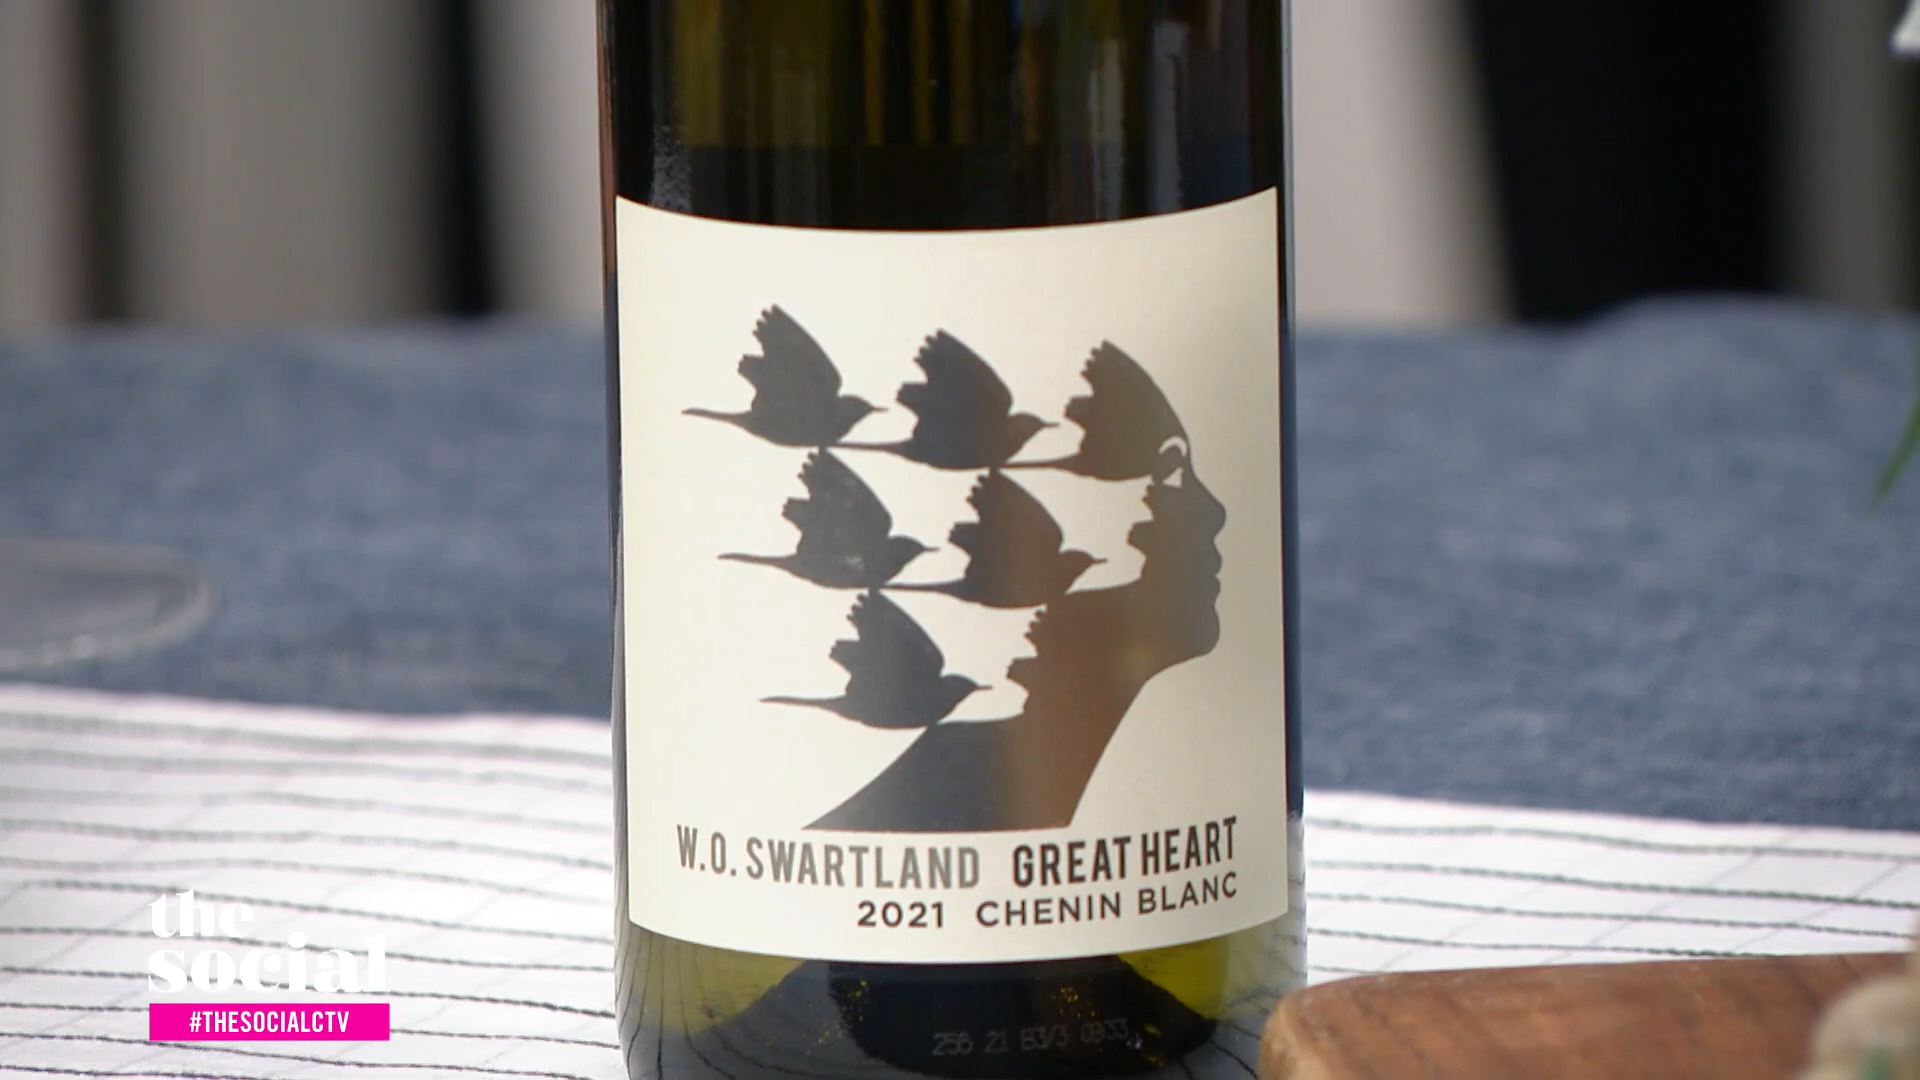 W.O. SWARTLAND GREAT HEART
2021 CHENIN BLANC
the
social
#THESOCIALCTV